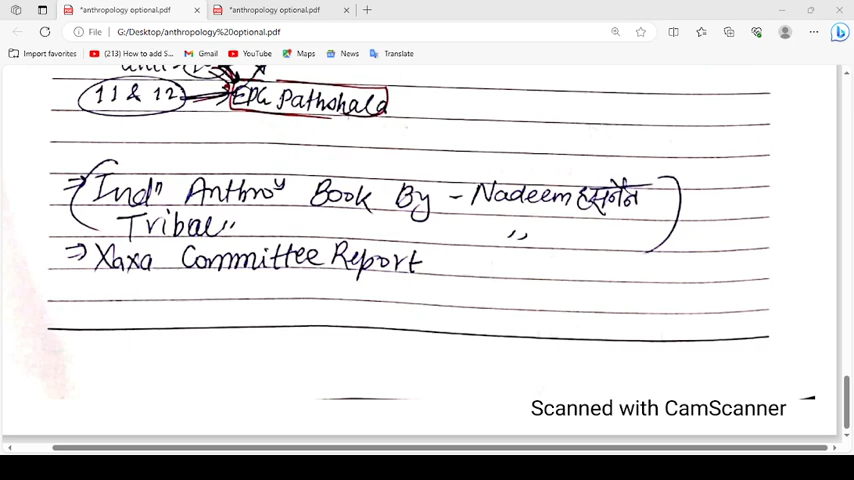 *anthropology optional.pdf
*anthropology optional.pdf
File G:/Desktop/anthropology%20optional.pdf
Import favorites (213) How to add S... Gmail YouTube Maps News Translate
11 & 12 EPG Pathshala
⇒ Indⁿ Anthroʸ Book By - Nadeem हसनैन
Tribal ,, ,,
⇒ Xaxa Committee Report
Scanned with CamScanner